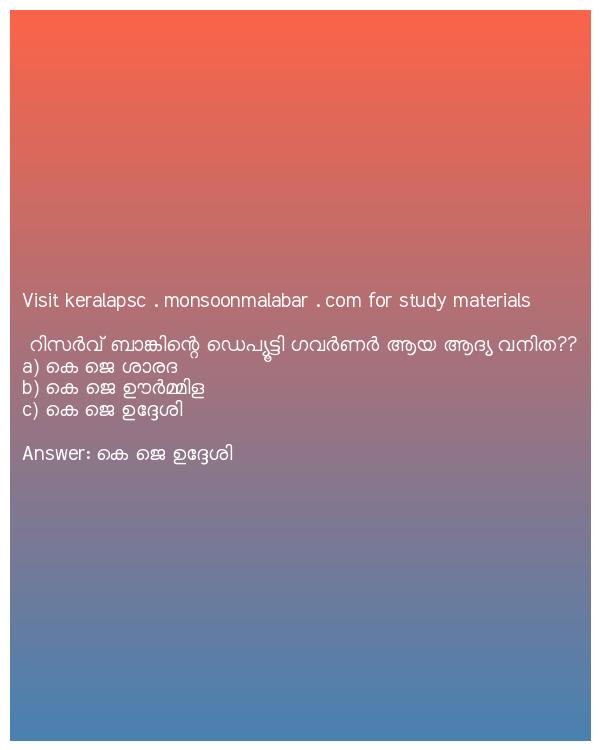 Visit keralapsc . monsoonmalabar . com for study materials
റിസർവ് ബാങ്കിന്റെ ഡെപ്യൂട്ടി ഗവർണർ ആയ ആദ്യ വനിത??
a) കെ ജെ ശാരദ
b) കെ ജെ ഊർമ്മിള
c) കെ ജെ ഉദ്ദേശി
Answer: കെ ജെ ഉദ്ദേശി